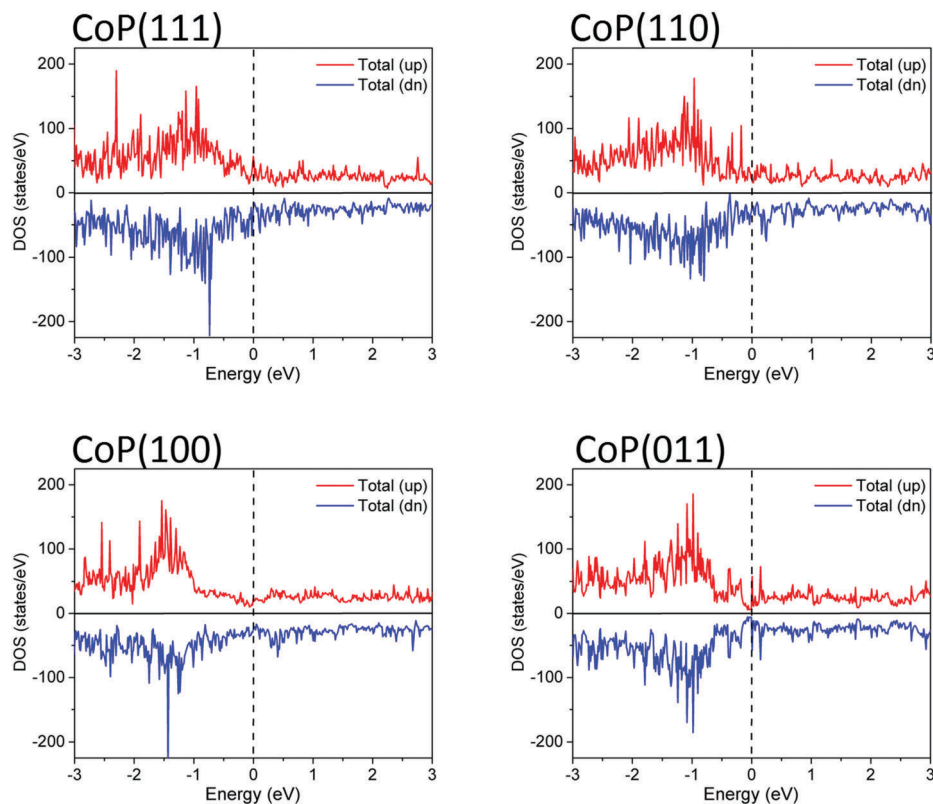 CoP(111)
Total (up)
Total (dn)
DOS (states/eV)
200
100
0
-100
-200
-3 -2 -1 0 1 2 3
Energy (eV)
CoP(110)
Total (up)
Total (dn)
DOS (states/eV)
200
100
0
-100
-200
-3 -2 -1 0 1 2 3
Energy (eV)
CoP(100)
Total (up)
Total (dn)
DOS (states/eV)
200
100
0
-100
-200
-3 -2 -1 0 1 2 3
Energy (eV)
CoP(011)
Total (up)
Total (dn)
DOS (states/eV)
200
100
0
-100
-200
-3 -2 -1 0 1 2 3
Energy (eV)